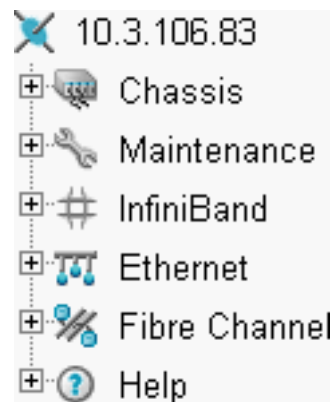 10.3.106.83
Chassis
Maintenance
InfiniBand
Ethernet
Fibre Channel
Help